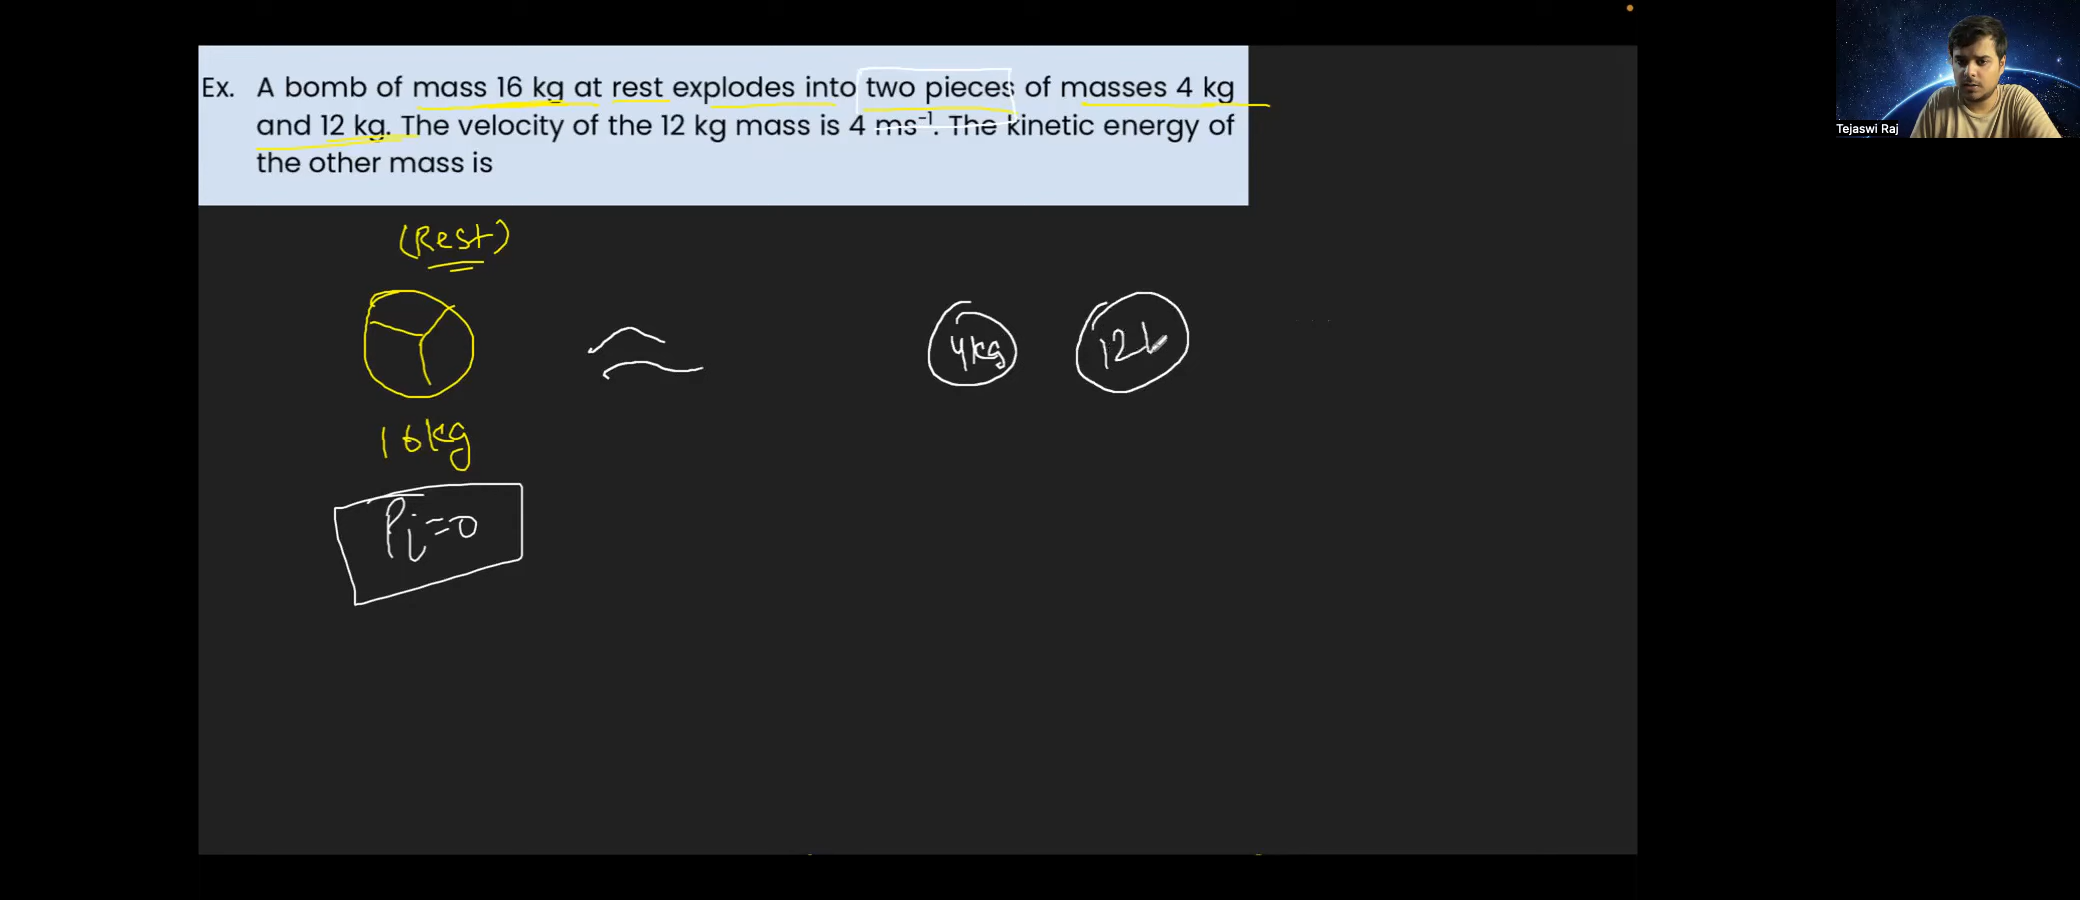 Ex. A bomb of mass 16 kg at rest explodes into two pieces of masses 4 kg
and 12 kg. The velocity of the 12 kg mass is 4 ms⁻¹. The kinetic energy of
the other mass is
Tejaswi Raj
(Rest)
4kg 12k
16kg
Pi=0